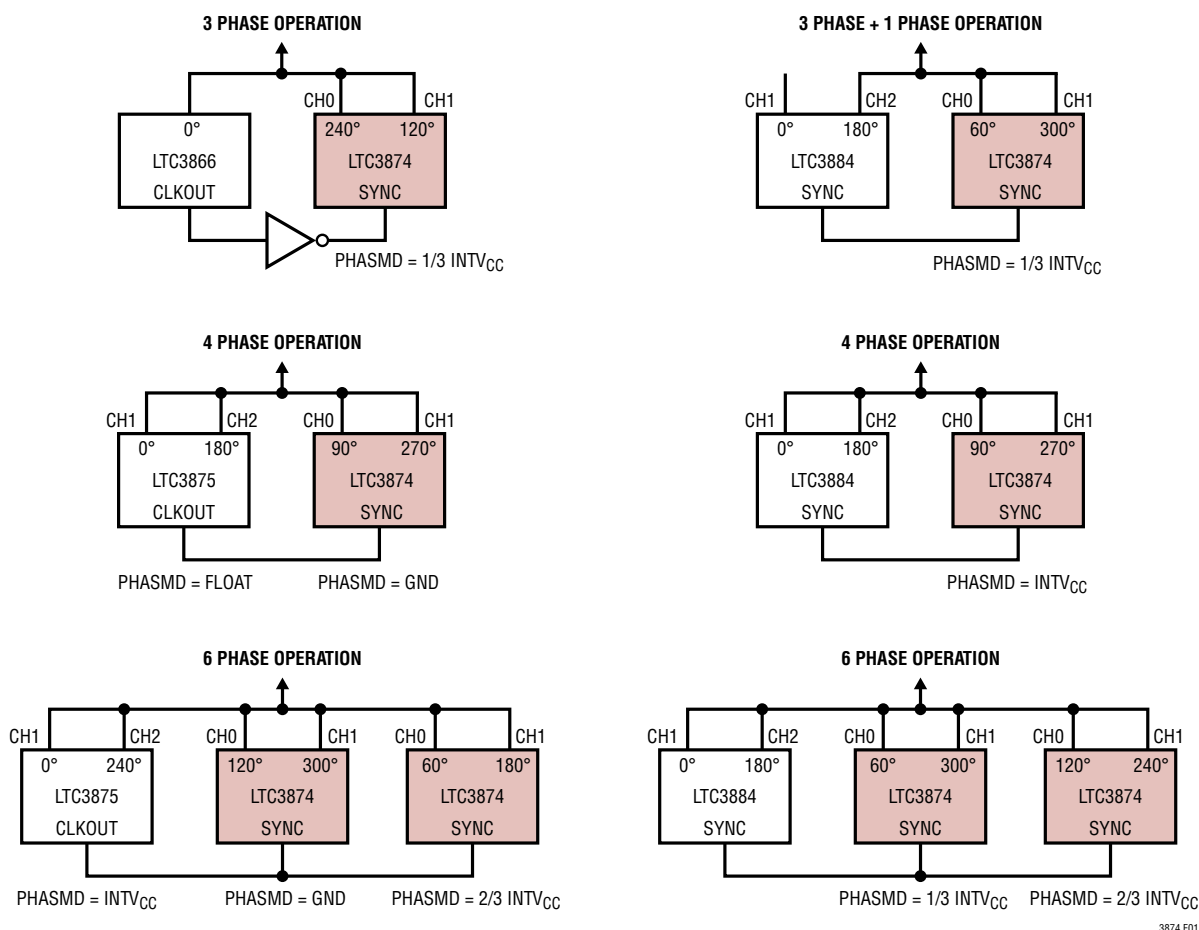 3 PHASE OPERATION
CH0 CH1
0° 240° 120°
LTC3866 LTC3874
CLKOUT SYNC
PHASMD = 1/3 INTVCC
3 PHASE + 1 PHASE OPERATION
CH1 CH2 CH0 CH1
0° 180° 60° 300°
LTC3884 LTC3874
SYNC SYNC
PHASMD = 1/3 INTVCC
4 PHASE OPERATION
CH1 CH2 CH0 CH1
0° 180° 90° 270°
LTC3875 LTC3874
CLKOUT SYNC
PHASMD = FLOAT PHASMD = GND
4 PHASE OPERATION
CH1 CH2 CH0 CH1
0° 180° 90° 270°
LTC3884 LTC3874
SYNC SYNC
PHASMD = INTVCC
6 PHASE OPERATION
CH1 CH2 CH0 CH1 CH0 CH1
0° 240° 120° 300° 60° 180°
LTC3875 LTC3874 LTC3874
CLKOUT SYNC SYNC
PHASMD = INTVCC PHASMD = GND PHASMD = 2/3 INTVCC
6 PHASE OPERATION
CH1 CH2 CH0 CH1 CH0 CH1
0° 180° 60° 300° 120° 240°
LTC3884 LTC3874 LTC3874
SYNC SYNC SYNC
PHASMD = 1/3 INTVCC PHASMD = 2/3 INTVCC
3874 F01